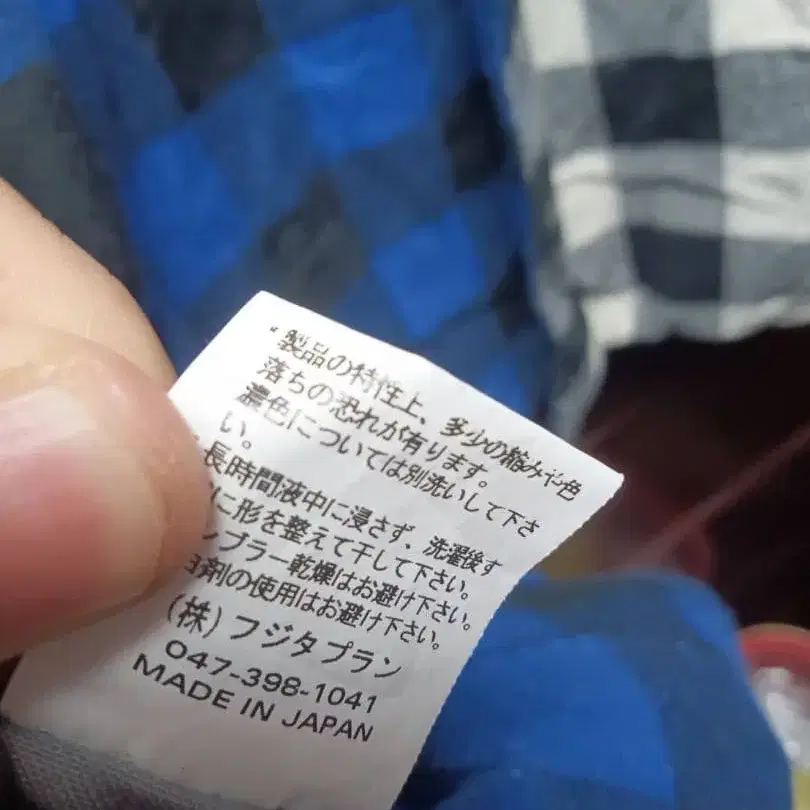 製品の特性上、多少の縮みや色
落ちの恐れが有ります。
濃色については別洗いして下さ
い。
長時間液中に浸さず、洗濯後す
に形を整えて干して下さい。
ンブラー乾燥はお避け下さい。
剤の使用はお避け下さい。
(株)フジタプラン
047-398-1041
MADE IN JAPAN